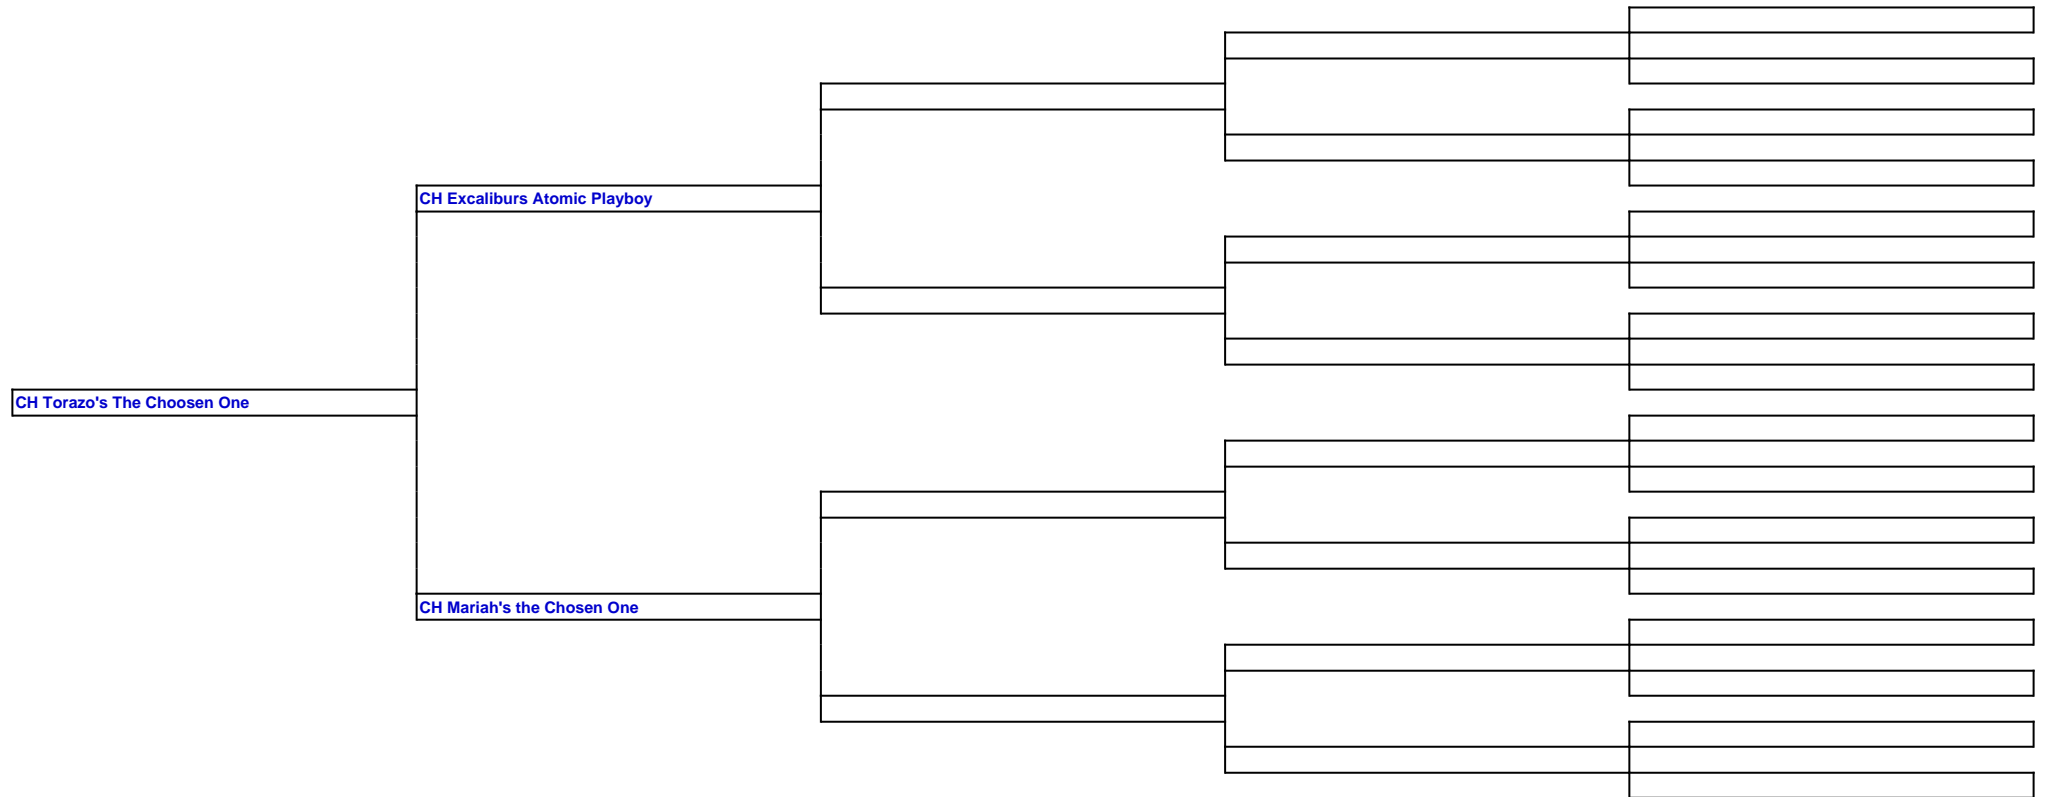 CH Excaliburs Atomic Playboy
CH Torazo's The Choosen One
CH Mariah's the Chosen One